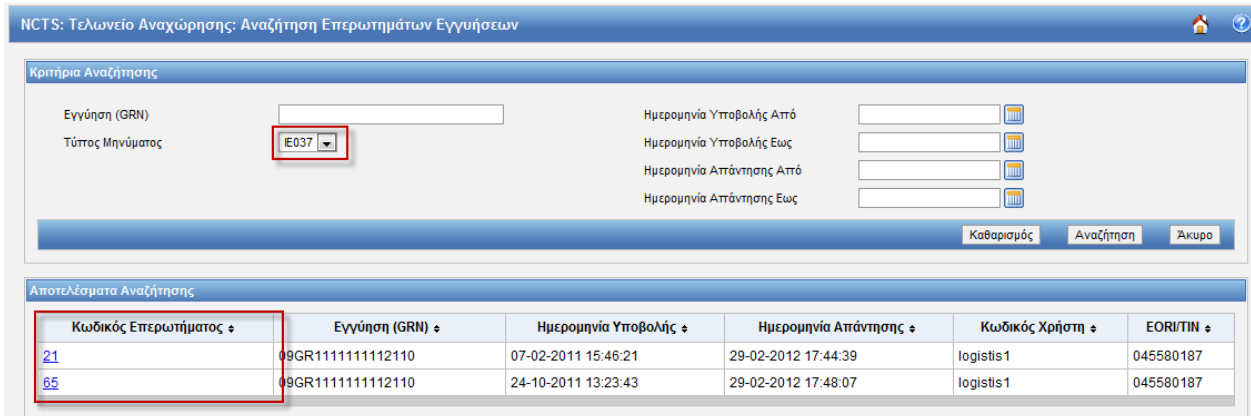 NCTS: Τελωνείο Αναχώρησης: Αναζήτηση Επερωτημάτων Εγγυήσεων
Κριτήρια Αναζήτησης
Εγγύηση (GRN) Ημερομηνία Υποβολής Από
Τύπος Μηνύματος IE037 Ημερομηνία Υποβολής Εως
Ημερομηνία Απάντησης Από
Ημερομηνία Απάντησης Εως
Καθαρισμός Αναζήτηση Άκυρο
Αποτελέσματα Αναζήτησης
Κωδικός Επερωτήματος Εγγύηση (GRN) Ημερομηνία Υποβολής Ημερομηνία Απάντησης Κωδικός Χρήστη EORI/TIN
21 09GR1111111112110 07-02-2011 15:46:21 29-02-2012 17:44:39 logistis1 045580187
65 09GR1111111112110 24-10-2011 13:23:43 29-02-2012 17:48:07 logistis1 045580187